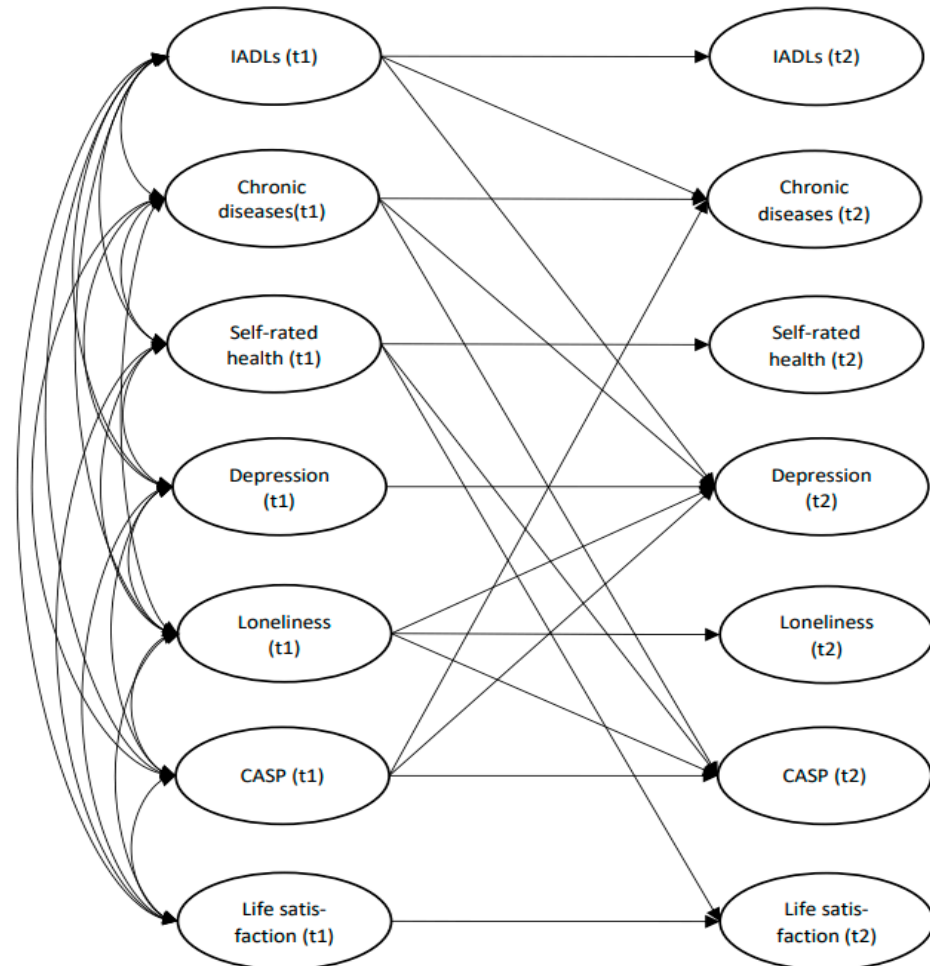 IADLs (t1)
IADLs (t2)
Chronic
diseases(t1)
Chronic
diseases (t2)
Self-rated
health (t1)
Self-rated
health (t2)
Depression
(t1)
Depression
(t2)
Loneliness
(t1)
Loneliness
(t2)
CASP (t1)
CASP (t2)
Life satis-
faction (t1)
Life satis-
faction (t2)